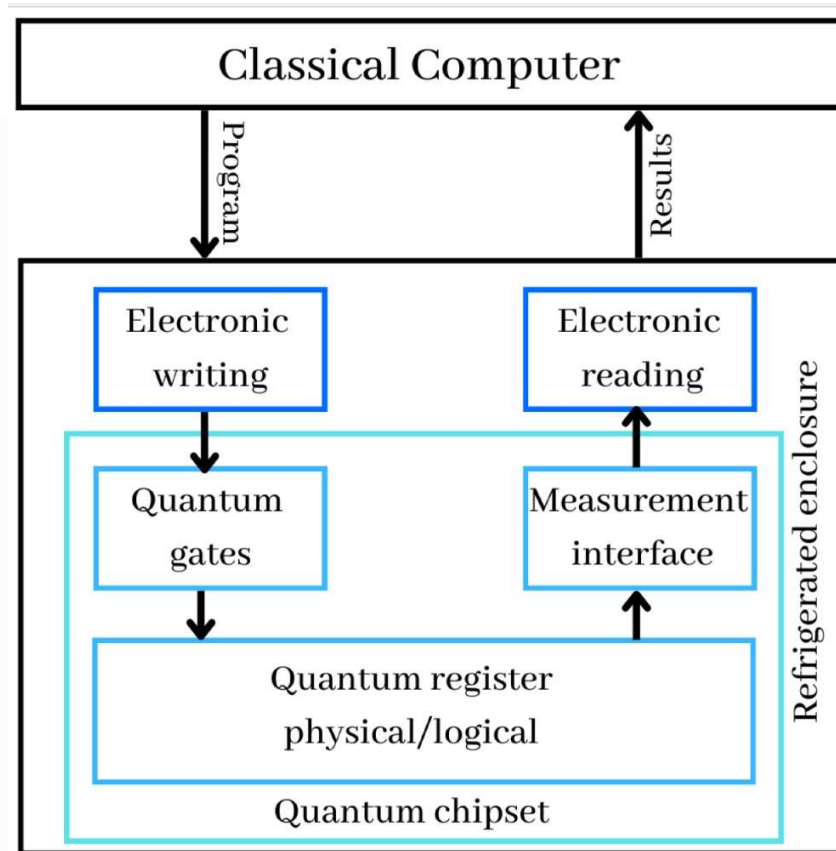 Classical Computer
Program
Results
Electronic
writing
Electronic
reading
Quantum
gates
Measurement
interface
Quantum register
physical/logical
Quantum chipset
Refrigerated enclosure